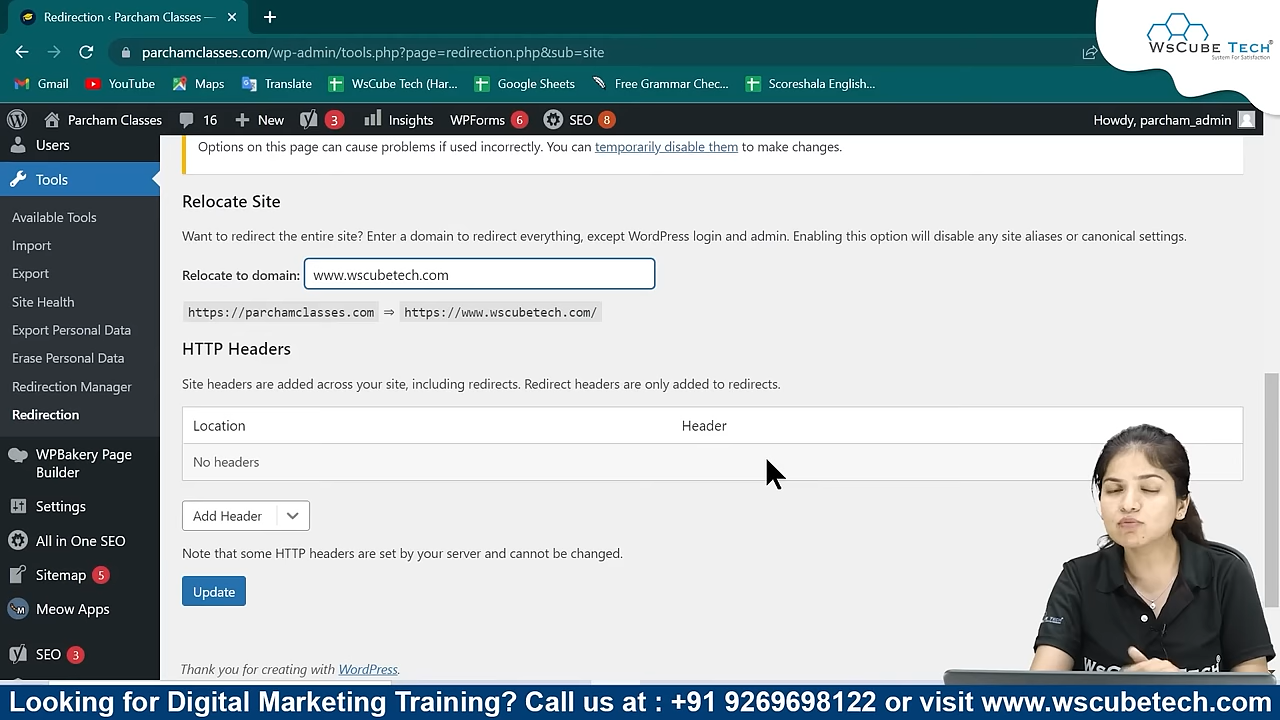 Redirection ‹ Parcham Classes —
parchamclasses.com/wp-admin/tools.php?page=redirection.php&sub=site
WsCube Tech
System For Satisfaction
Gmail YouTube Maps Translate WsCube Tech (Har... Google Sheets Free Grammar Chec... Scoreshala English...
Parcham Classes 16 New 3 Insights WPForms 6 SEO 8 Howdy, parcham_admin
Users
Tools
Available Tools
Import
Export
Site Health
Export Personal Data
Erase Personal Data
Redirection Manager
Redirection
WPBakery Page
Builder
Settings
All in One SEO
Sitemap 5
Meow Apps
SEO 3
Options on this page can cause problems if used incorrectly. You can temporarily disable them to make changes.
Relocate Site
Want to redirect the entire site? Enter a domain to redirect everything, except WordPress login and admin. Enabling this option will disable any site aliases or canonical settings.
Relocate to domain: www.wscubetech.com
https://parchamclasses.com ⇒ https://www.wscubetech.com/
HTTP Headers
Site headers are added across your site, including redirects. Redirect headers are only added to redirects.
Location Header
No headers
Add Header
Note that some HTTP headers are set by your server and cannot be changed.
Update
Thank you for creating with WordPress.
Looking for Digital Marketing Training? Call us at : +91 9269698122 or visit www.wscubetech.com